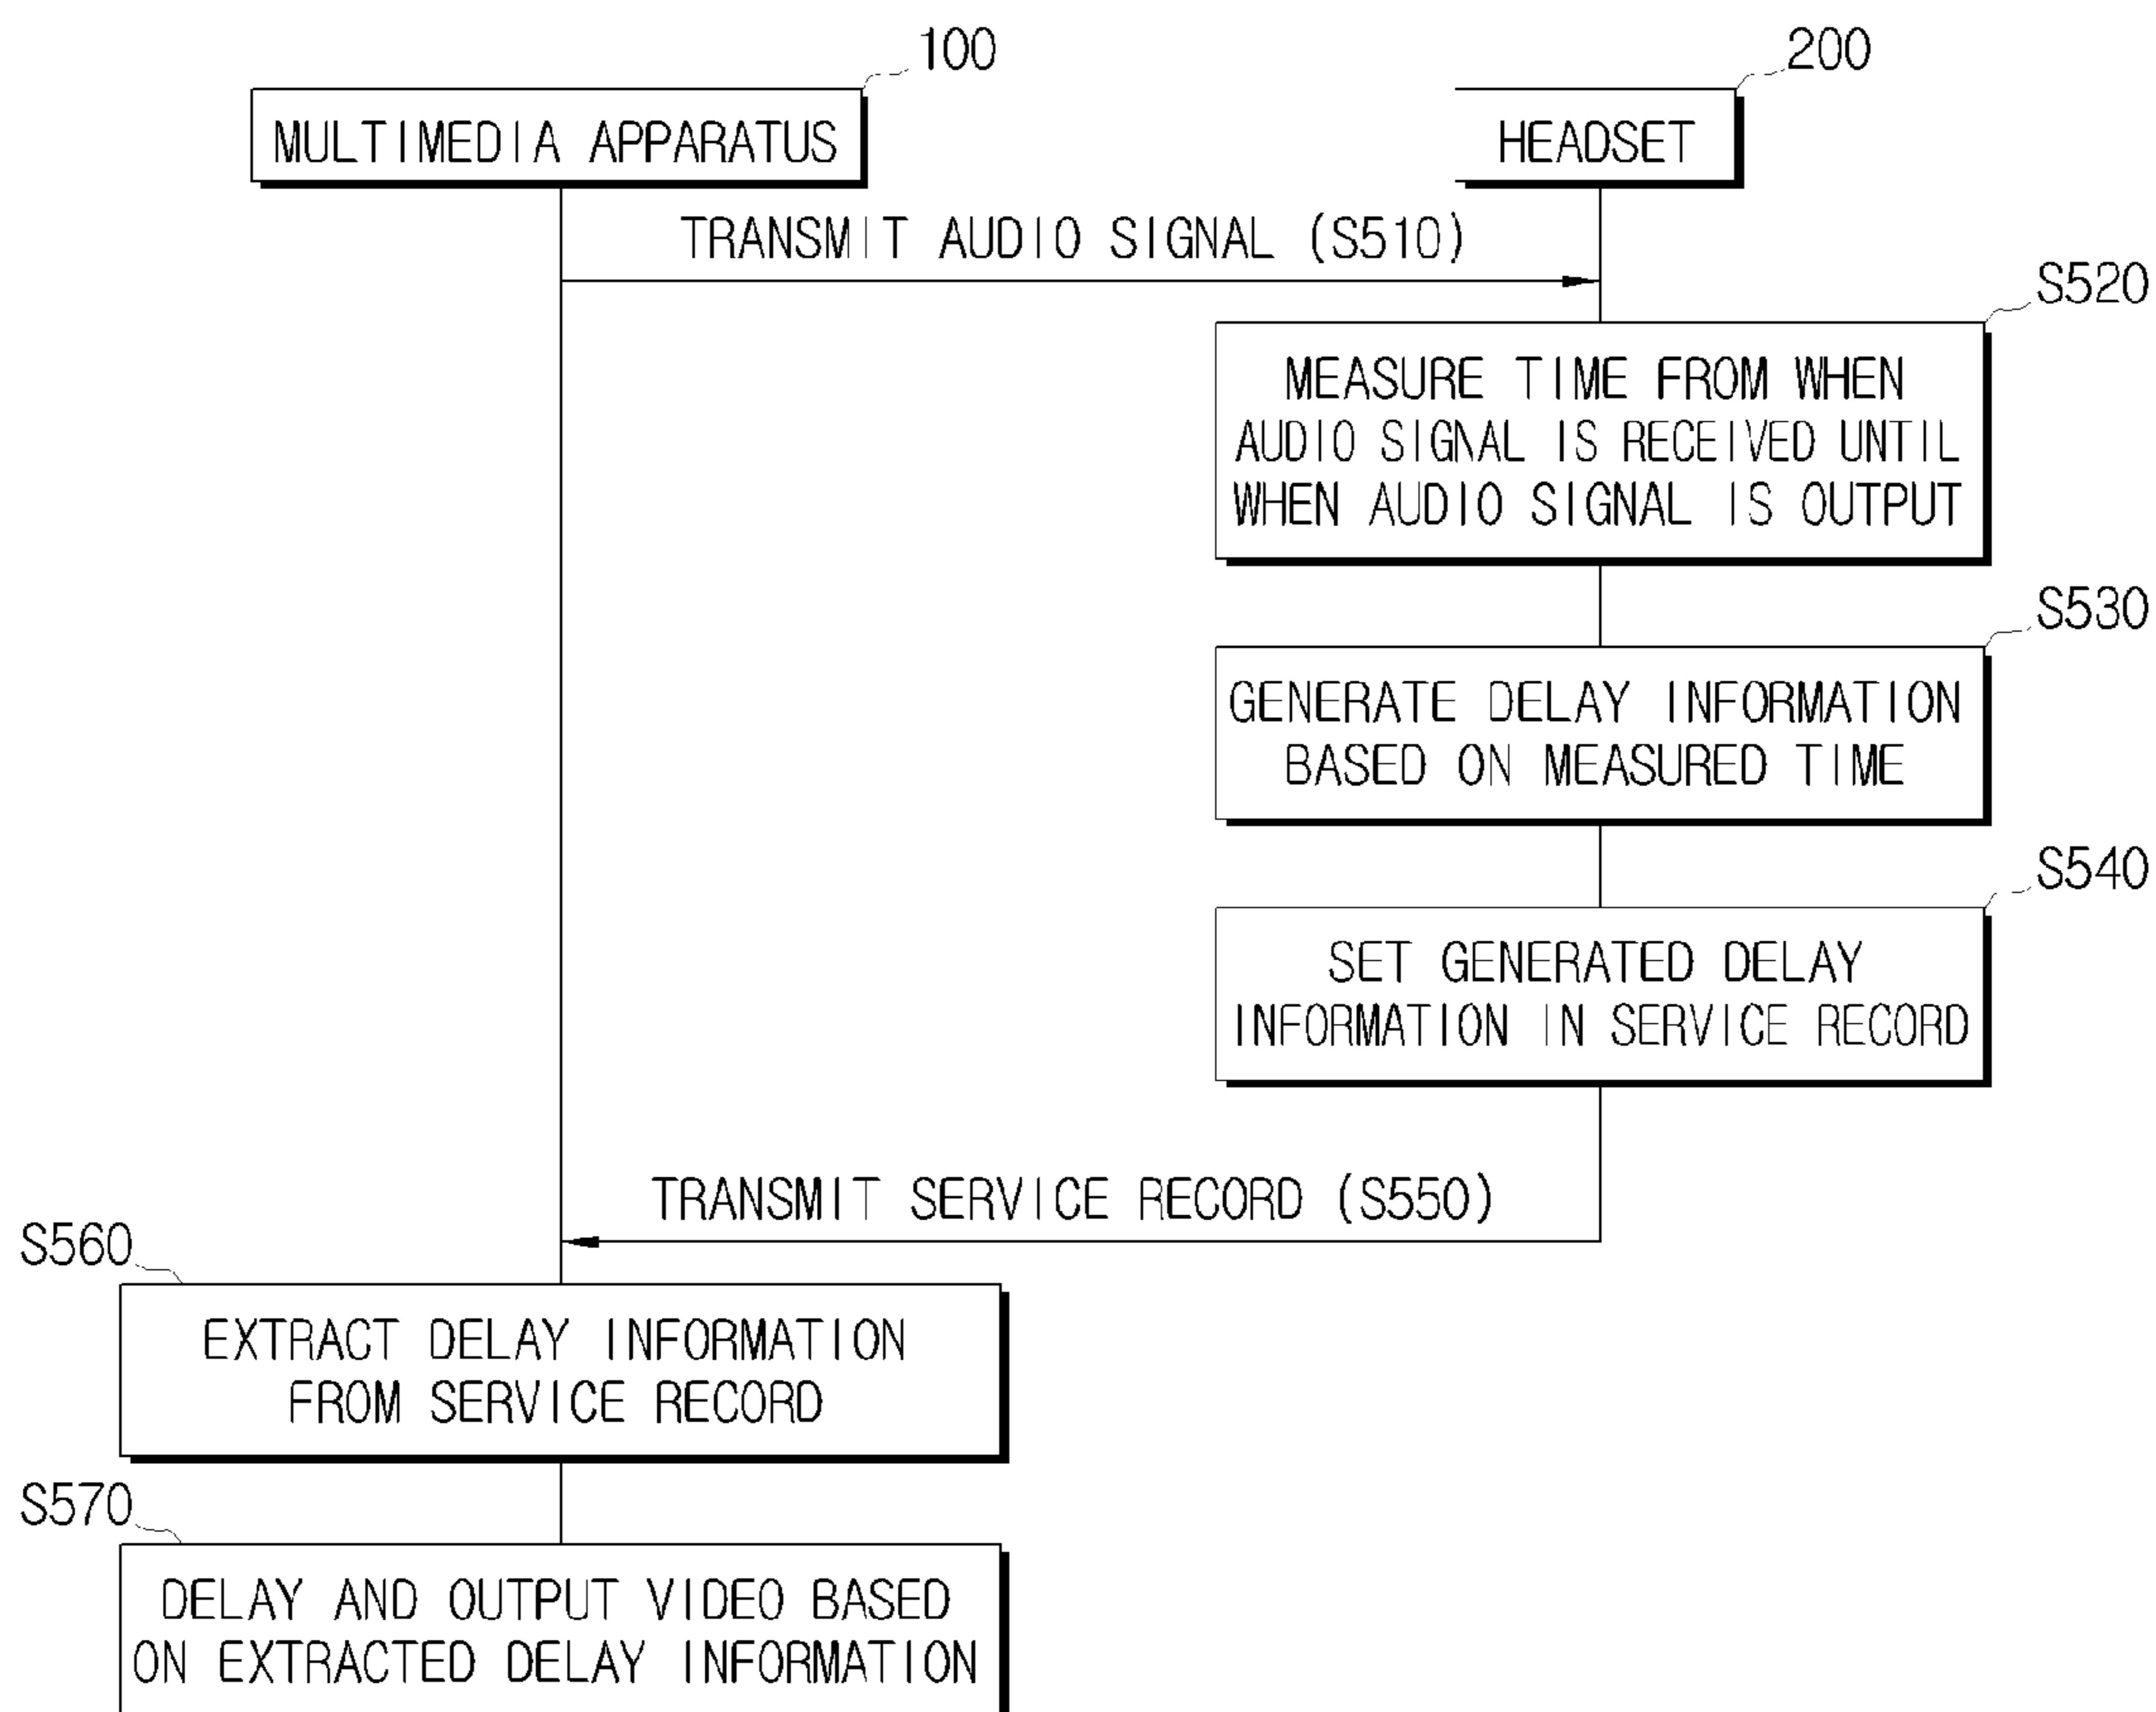 100
200
MULTIMEDIA APPARATUS
HEADSET
TRANSMIT AUDIO SIGNAL (S510)
S520
MEASURE TIME FROM WHEN
AUDIO SIGNAL IS RECEIVED UNTIL
WHEN AUDIO SIGNAL IS OUTPUT
S530
GENERATE DELAY INFORMATION
BASED ON MEASURED TIME
S540
SET GENERATED DELAY
INFORMATION IN SERVICE RECORD
TRANSMIT SERVICE RECORD (S550)
S560
EXTRACT DELAY INFORMATION
FROM SERVICE RECORD
S570
DELAY AND OUTPUT VIDEO BASED
ON EXTRACTED DELAY INFORMATION